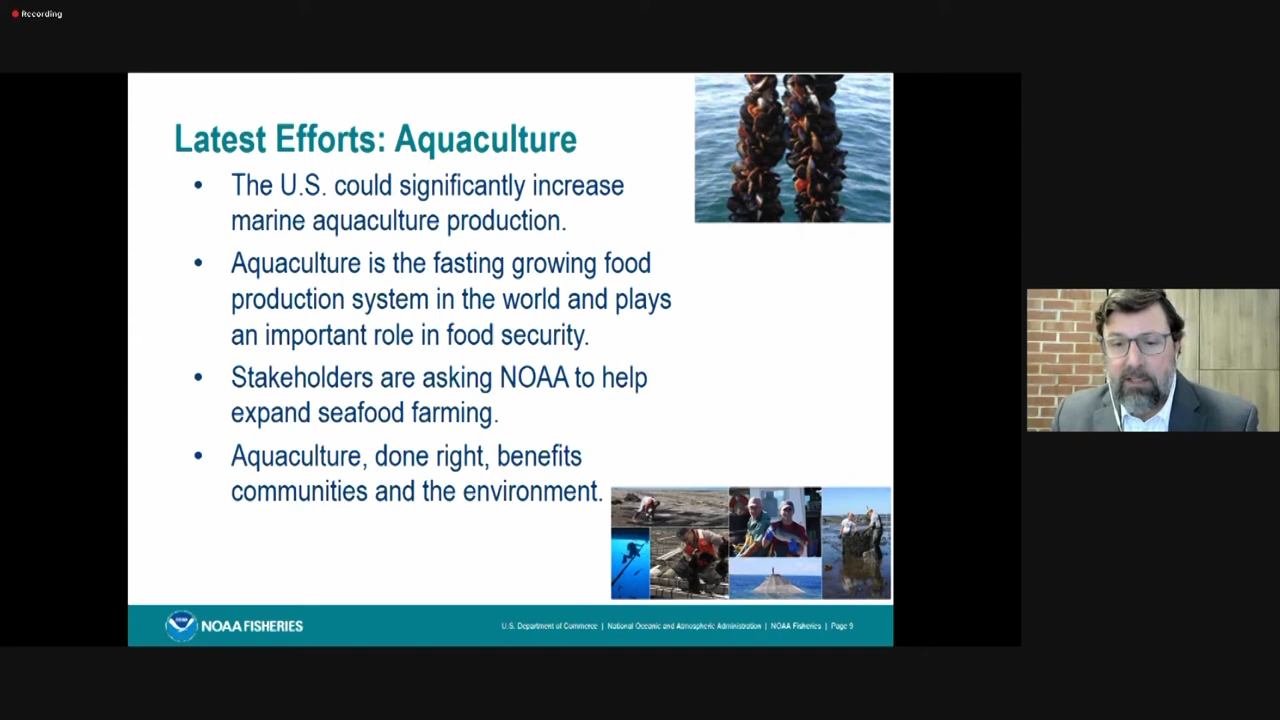 Recording
Latest Efforts: Aquaculture
• The U.S. could significantly increase
marine aquaculture production.
• Aquaculture is the fasting growing food
production system in the world and plays
an important role in food security.
• Stakeholders are asking NOAA to help
expand seafood farming.
• Aquaculture, done right, benefits
communities and the environment.
NOAA FISHERIES
U.S. Department of Commerce | National Oceanic and Atmospheric Administration | NOAA Fisheries | Page 9